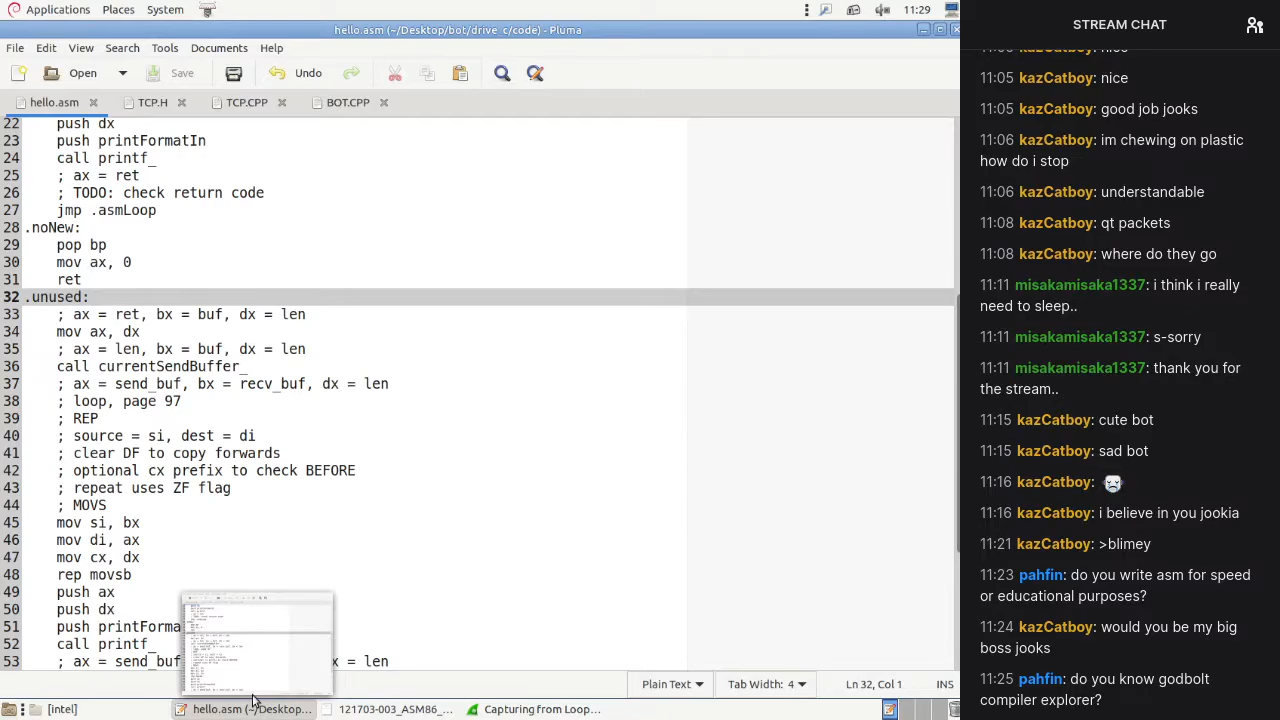 Applications Places System 11:29
hello.asm (~/Desktop/bot/drive_c/code) - Pluma
File Edit View Search Tools Documents Help
Open Save Undo
hello.asm TCP.H TCP.CPP BOT.CPP
22 push dx
23 push printFormatIn
24 call printf_
25 ; ax = ret
26 ; TODO: check return code
27 jmp .asmLoop
28 .noNew:
29 pop bp
30 mov ax, 0
31 ret
32 .unused:
33 ; ax = ret, bx = buf, dx = len
34 mov ax, dx
35 ; ax = len, bx = buf, dx = len
36 call currentSendBuffer_
37 ; ax = send_buf, bx = recv_buf, dx = len
38 ; loop, page 97
39 ; REP
40 ; source = si, dest = di
41 ; clear DF to copy forwards
42 ; optional cx prefix to check BEFORE
43 ; repeat uses ZF flag
44 ; MOVS
45 mov si, bx
46 mov di, ax
47 mov cx, dx
48 rep movsb
49 push ax
50 push dx
51 push printForma
52 call printf_
53 ; ax = send_buf x = len
Plain Text Tab Width: 4 Ln 32, Col 1 INS
[intel] hello.asm (~/Desktop... 121703-003_ASM86_... Capturing from Loop...
STREAM CHAT
11:05 kazCatboy: nice
11:05 kazCatboy: good job jooks
11:06 kazCatboy: im chewing on plastic
how do i stop
11:06 kazCatboy: understandable
11:08 kazCatboy: qt packets
11:08 kazCatboy: where do they go
11:11 misakamisaka1337: i think i really
need to sleep..
11:11 misakamisaka1337: s-sorry
11:11 misakamisaka1337: thank you for
the stream..
11:15 kazCatboy: cute bot
11:15 kazCatboy: sad bot
11:16 kazCatboy:
11:16 kazCatboy: i believe in you jookia
11:21 kazCatboy: >blimey
11:23 pahfin: do you write asm for speed
or educational purposes?
11:24 kazCatboy: would you be my big
boss jooks
11:25 pahfin: do you know godbolt
compiler explorer?